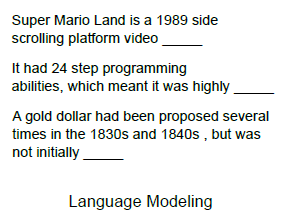 Super Mario Land is a 1989 side
scrolling platform video _____
It had 24 step programming
abilities, which meant it was highly _____
A gold dollar had been proposed several
times in the 1830s and 1840s , but was
not initially _____
Language Modeling